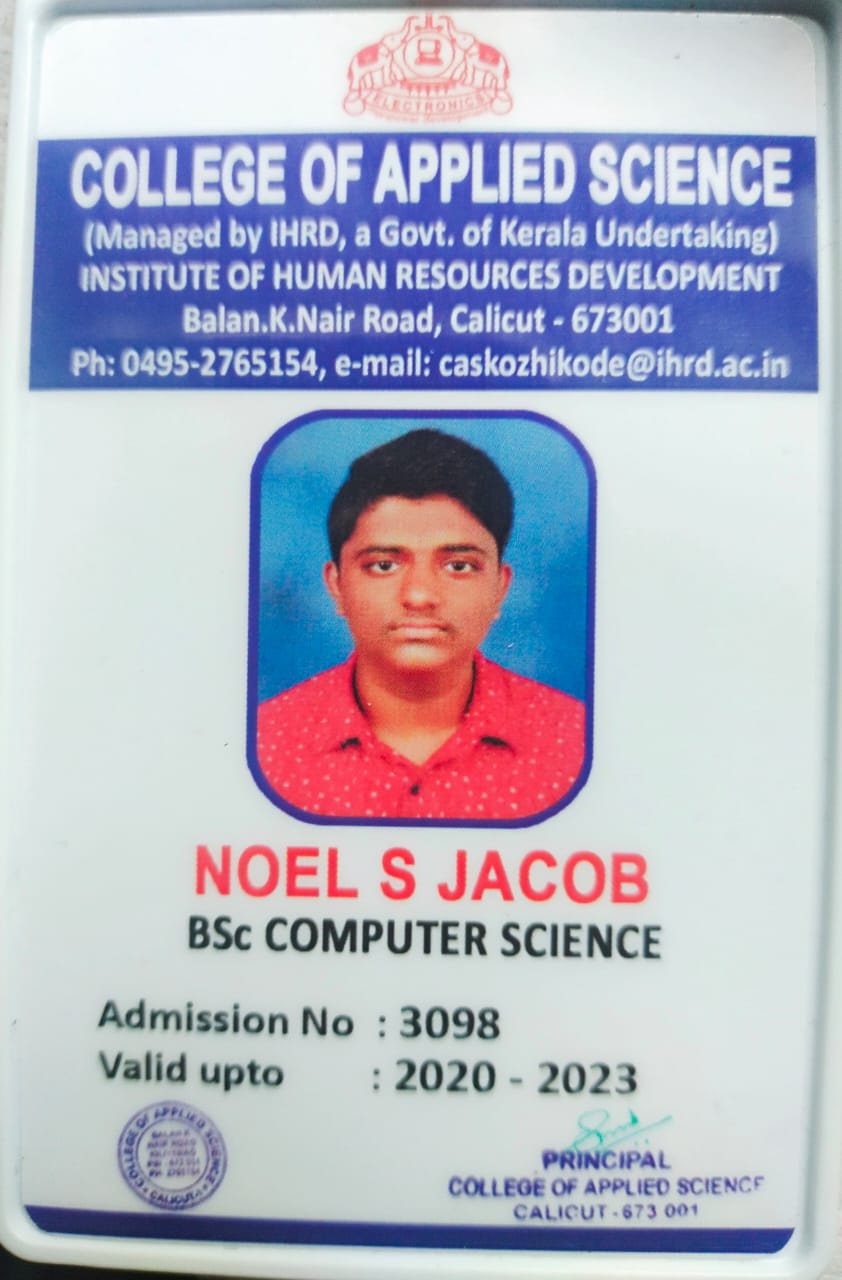 ELECTRONICS
COLLEGE OF APPLIED SCIENCE
(Managed by IHRD, a Govt. of Kerala Undertaking)
INSTITUTE OF HUMAN RESOURCES DEVELOPMENT
Balan.K.Nair Road, Calicut - 673001
Ph: 0495-2765154, e-mail: caskozhikode@ihrd.ac.in
NOEL S JACOB
BSc COMPUTER SCIENCE
Admission No : 3098
Valid upto : 2020 - 2023
COLLEGE OF APPLIED SCIENCE
CALICUT
PRINCIPAL
COLLEGE OF APPLIED SCIENCE
CALICUT - 673 001